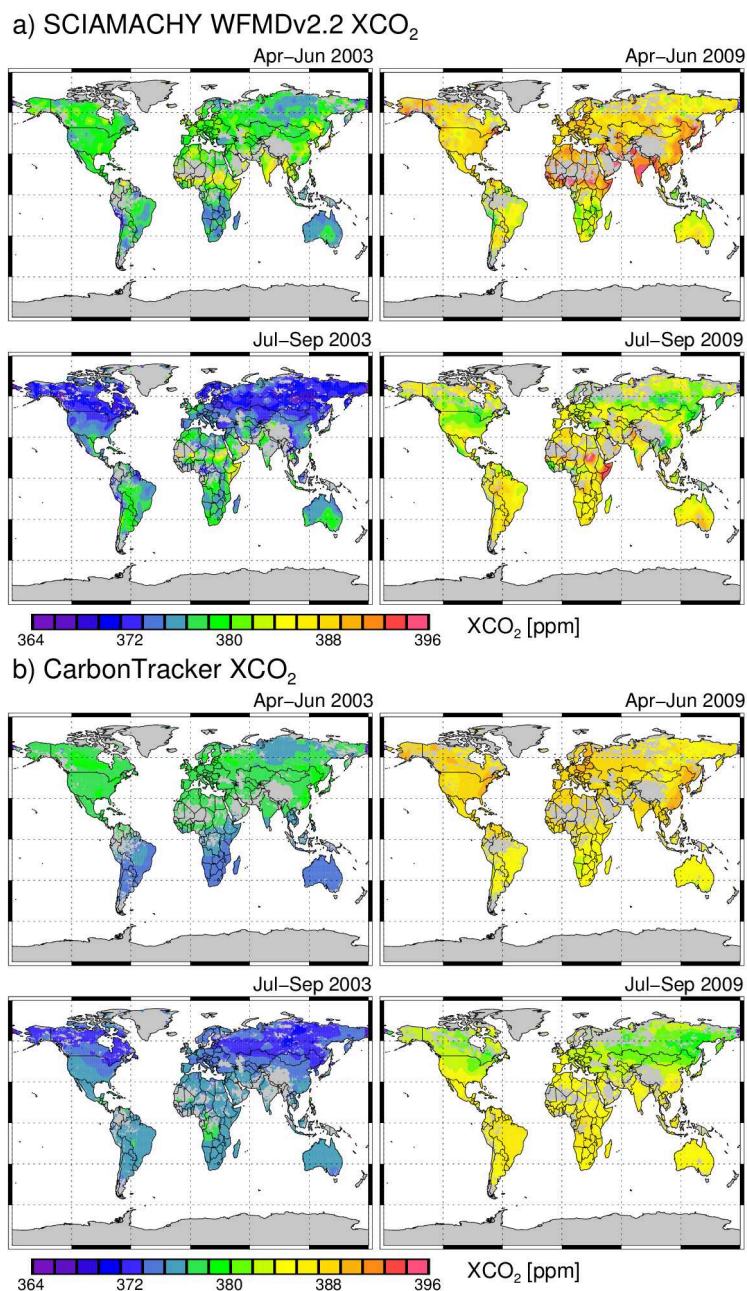 a) SCIAMACHY WFMDv2.2 XCO₂
Apr–Jun 2003
Apr–Jun 2009
Jul–Sep 2003
Jul–Sep 2009
364 372 380 388 396 XCO₂ [ppm]
b) CarbonTracker XCO₂
Apr–Jun 2003
Apr–Jun 2009
Jul–Sep 2003
Jul–Sep 2009
364 372 380 388 396 XCO₂ [ppm]